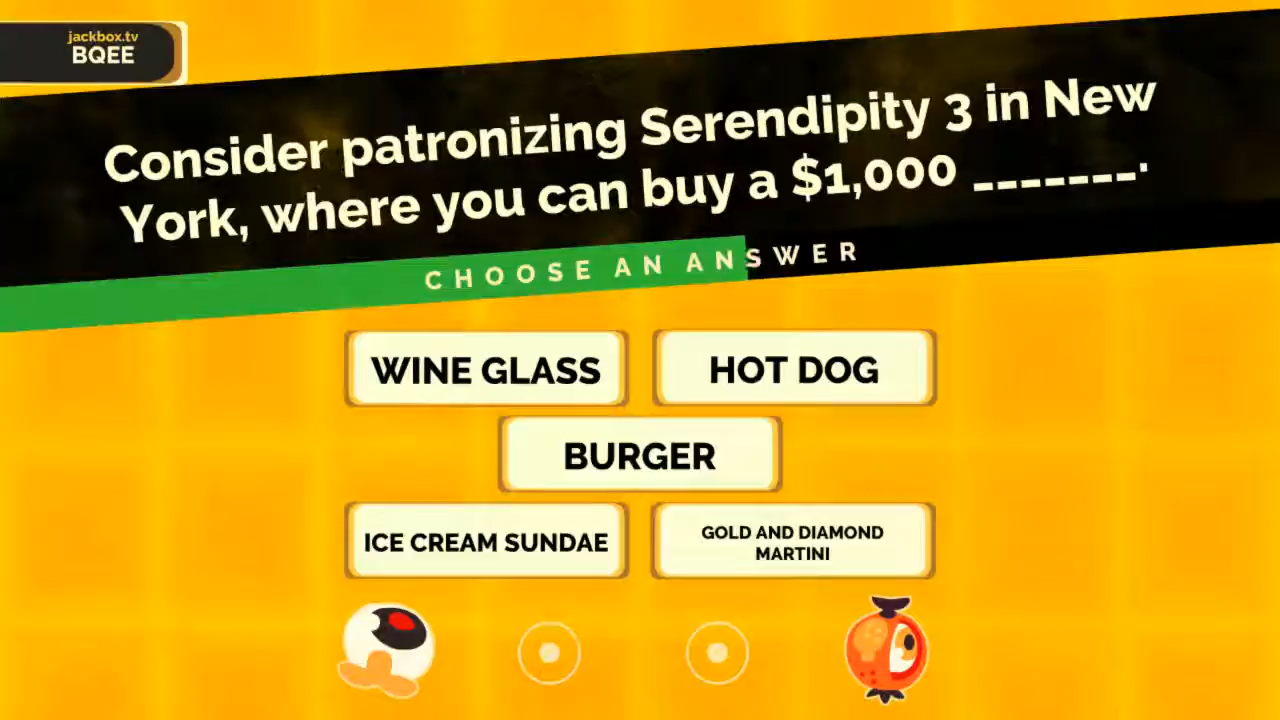 jackbox.tv
BQEE
Consider patronizing Serendipity 3 in New
York, where you can buy a $1,000 _______.
CHOOSE AN ANSWER
WINE GLASS
HOT DOG
BURGER
ICE CREAM SUNDAE
GOLD AND DIAMOND
MARTINI